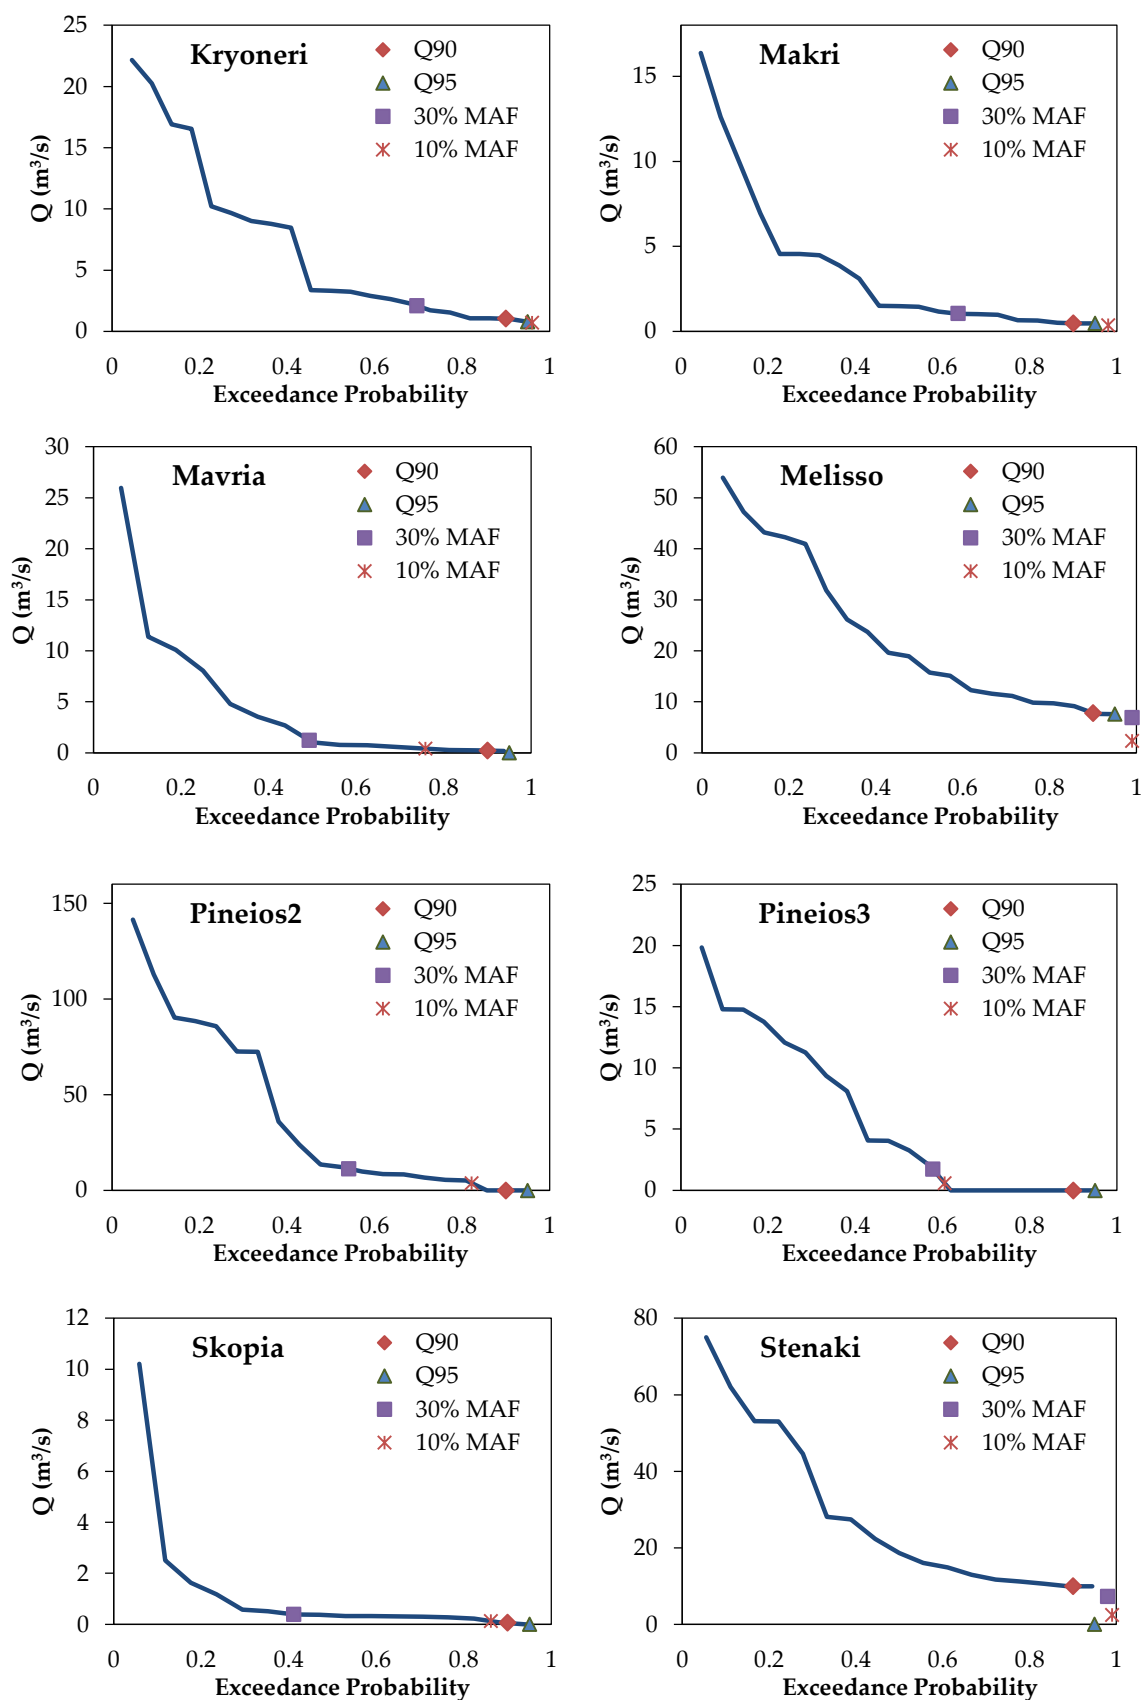 Kryoneri
Q90
Q95
30% MAF
10% MAF
Q (m³/s)
25
20
15
10
5
0
0 0.2 0.4 0.6 0.8 1
Exceedance Probability
Makri
Q90
Q95
30% MAF
10% MAF
Q (m³/s)
15
10
5
0
0 0.2 0.4 0.6 0.8 1
Exceedance Probability
Mavria
Q90
Q95
30% MAF
10% MAF
Q (m³/s)
30
25
20
15
10
5
0
0 0.2 0.4 0.6 0.8 1
Exceedance Probability
Melisso
Q90
Q95
30% MAF
10% MAF
Q (m³/s)
60
50
40
30
20
10
0
0 0.2 0.4 0.6 0.8 1
Exceedance Probability
Pineios2
Q90
Q95
30% MAF
10% MAF
Q (m³/s)
150
100
50
0
0 0.2 0.4 0.6 0.8 1
Exceedance Probability
Pineios3
Q90
Q95
30% MAF
10% MAF
Q (m³/s)
25
20
15
10
5
0
0 0.2 0.4 0.6 0.8 1
Exceedance Probability
Skopia
Q90
Q95
30% MAF
10% MAF
Q (m³/s)
12
10
8
6
4
2
0
0 0.2 0.4 0.6 0.8 1
Exceedance Probability
Stenaki
Q90
Q95
30% MAF
10% MAF
Q (m³/s)
80
60
40
20
0
0 0.2 0.4 0.6 0.8 1
Exceedance Probability